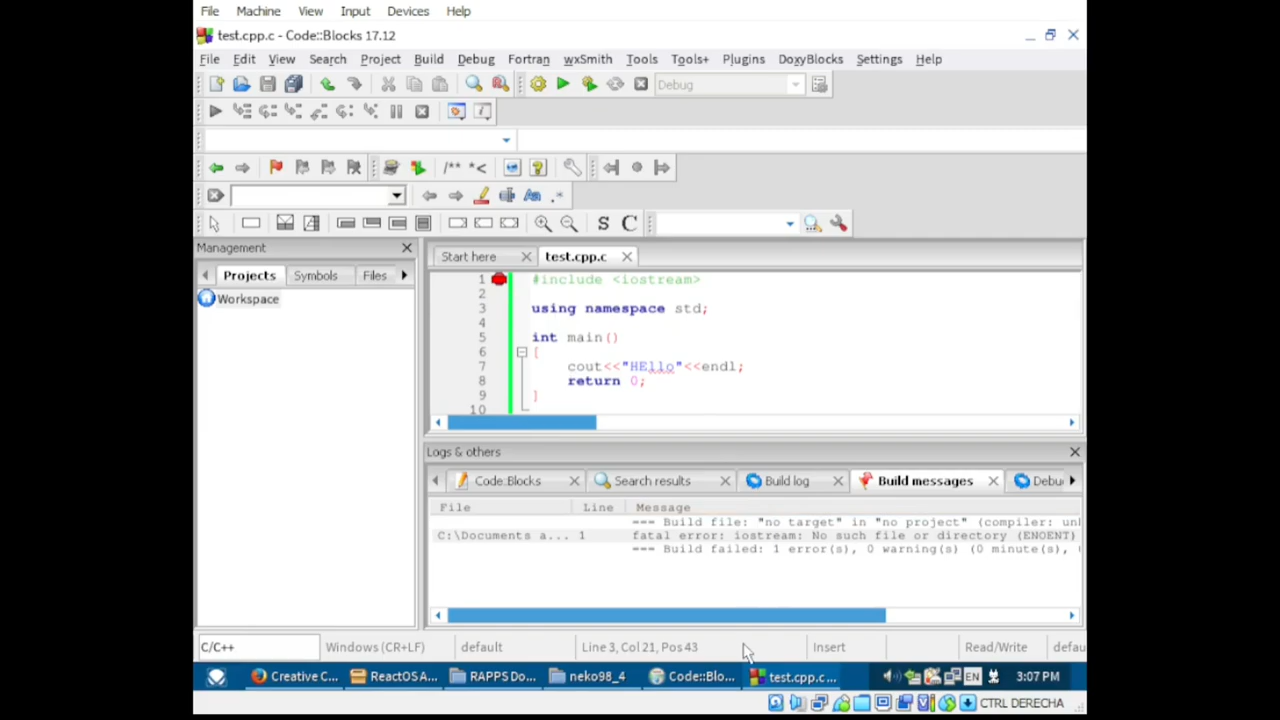 File Machine View Input Devices Help
test.cpp.c - Code::Blocks 17.12
File Edit View Search Project Build Debug Fortran wxSmith Tools Tools+ Plugins DoxyBlocks Settings Help
Debug
/** *<
Aa .*
S C
Management
Projects Symbols Files
Workspace
Start here test.cpp.c
1 #include <iostream>
2
3 using namespace std;
4
5 int main()
6 {
7 cout<<"HEllo"<<endl;
8 return 0;
9 }
10
Logs & others
Code::Blocks Search results Build log Build messages Debu
File Line Message
=== Build file: "no target" in "no project" (compiler: un
C:\Documents a... 1 fatal error: iostream: No such file or directory (ENOENT)
=== Build failed: 1 error(s), 0 warning(s) (0 minute(s),
C/C++ Windows (CR+LF) default Line 3, Col 21, Pos 43 Insert Read/Write defau
Creative C... ReactOS A... RAPPS Do... neko98_4 Code::Blo... test.cpp.c ... EN 3:07 PM
CTRL DERECHA